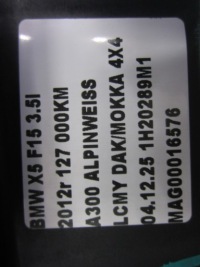 BMW X5 F15 3.5I
2012r 127 000KM
A300 ALPINWEISS
LCMY DAK/MOKKA 4X4
04.12.25 1H20289M1
MAG00016576